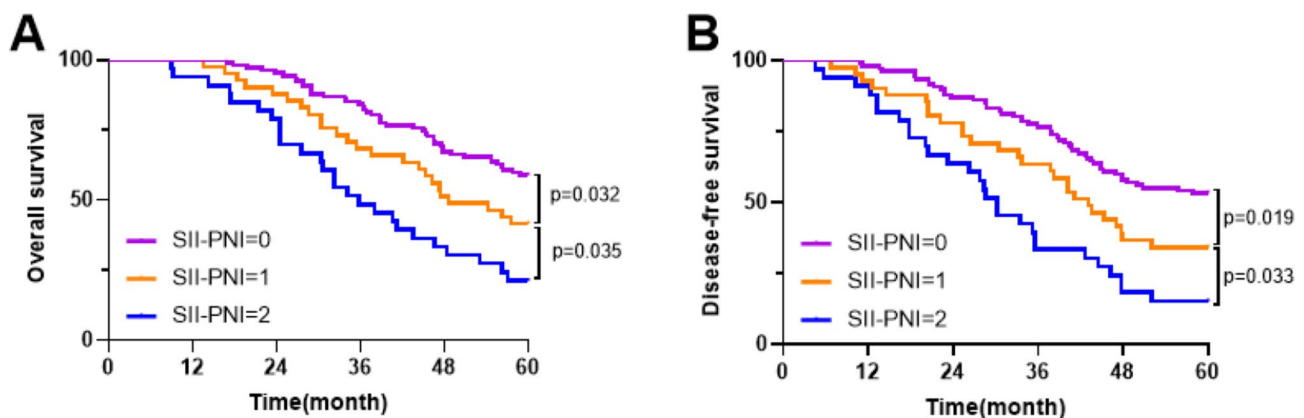 A
Overall survival
100
50
0
SII-PNI=0
SII-PNI=1
SII-PNI=2
p=0.032
p=0.035
0 12 24 36 48 60
Time(month)
B
Disease-free survival
100
50
0
SII-PNI=0
SII-PNI=1
SII-PNI=2
p=0.019
p=0.033
0 12 24 36 48 60
Time(month)